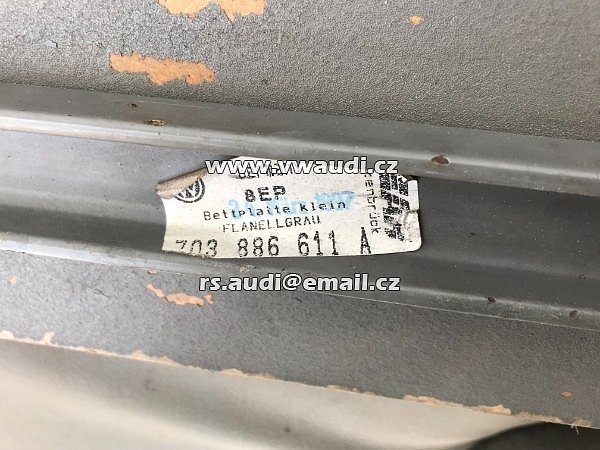 www.vwaudi.cz
8EP
Bettplatte klein
FLANELLGRAU
703 886 611 A
rs.audi@email.cz